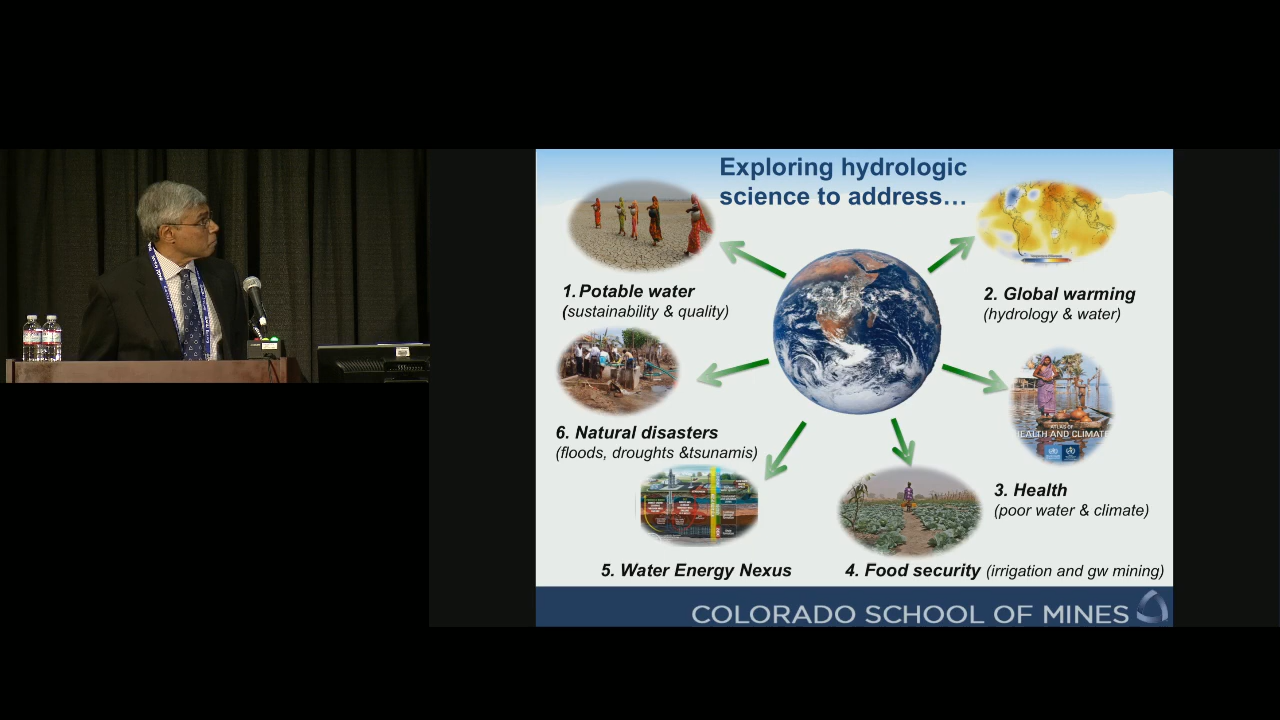 Exploring hydrologic
science to address…
1. Potable water
(sustainability & quality)
2. Global warming
(hydrology & water)
6. Natural disasters
(floods, droughts &tsunamis)
ATLAS OF
HEALTH AND CLIMATE
3. Health
(poor water & climate)
5. Water Energy Nexus
4. Food security (irrigation and gw mining)
COLORADO SCHOOL OF MINES